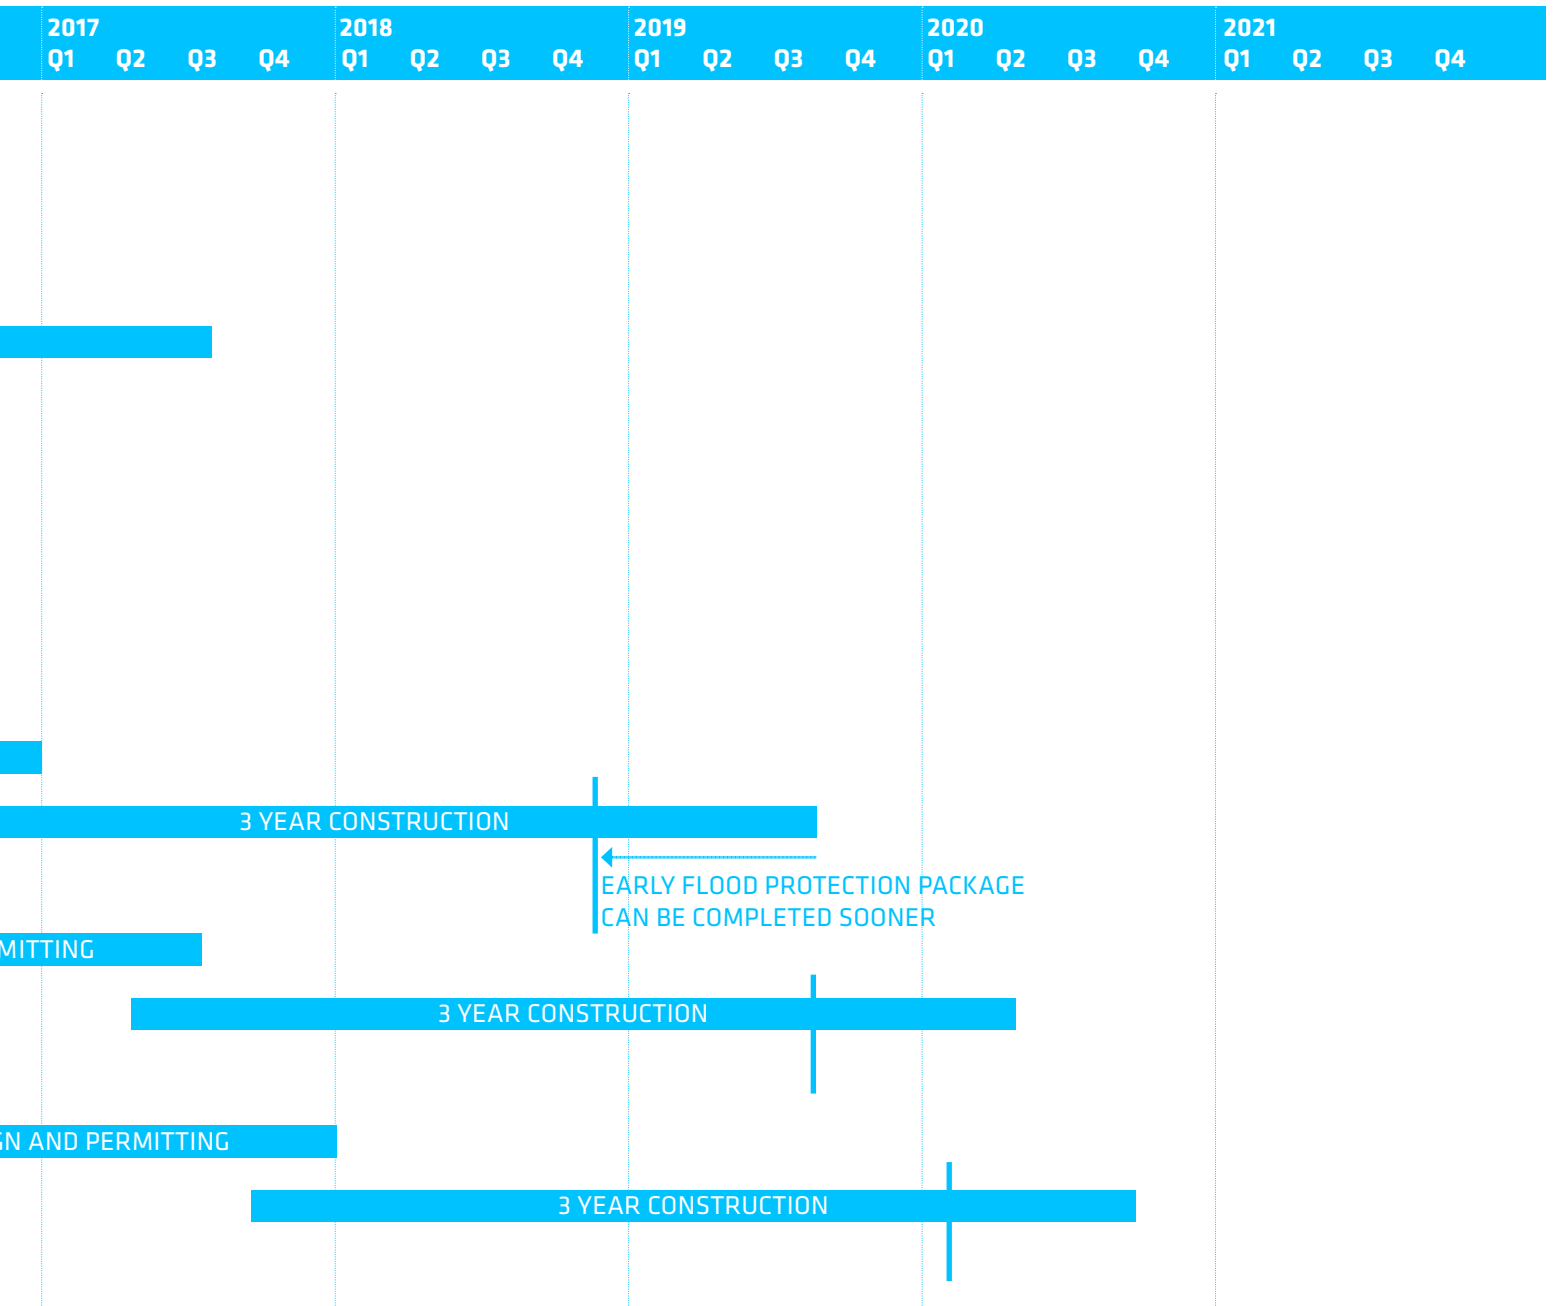 2017 2018 2019 2020 2021
Q1 Q2 Q3 Q4 Q1 Q2 Q3 Q4 Q1 Q2 Q3 Q4 Q1 Q2 Q3 Q4 Q1 Q2 Q3 Q4
3 YEAR CONSTRUCTION
EARLY FLOOD PROTECTION PACKAGE
CAN BE COMPLETED SOONER
MITTING
3 YEAR CONSTRUCTION
GN AND PERMITTING
3 YEAR CONSTRUCTION